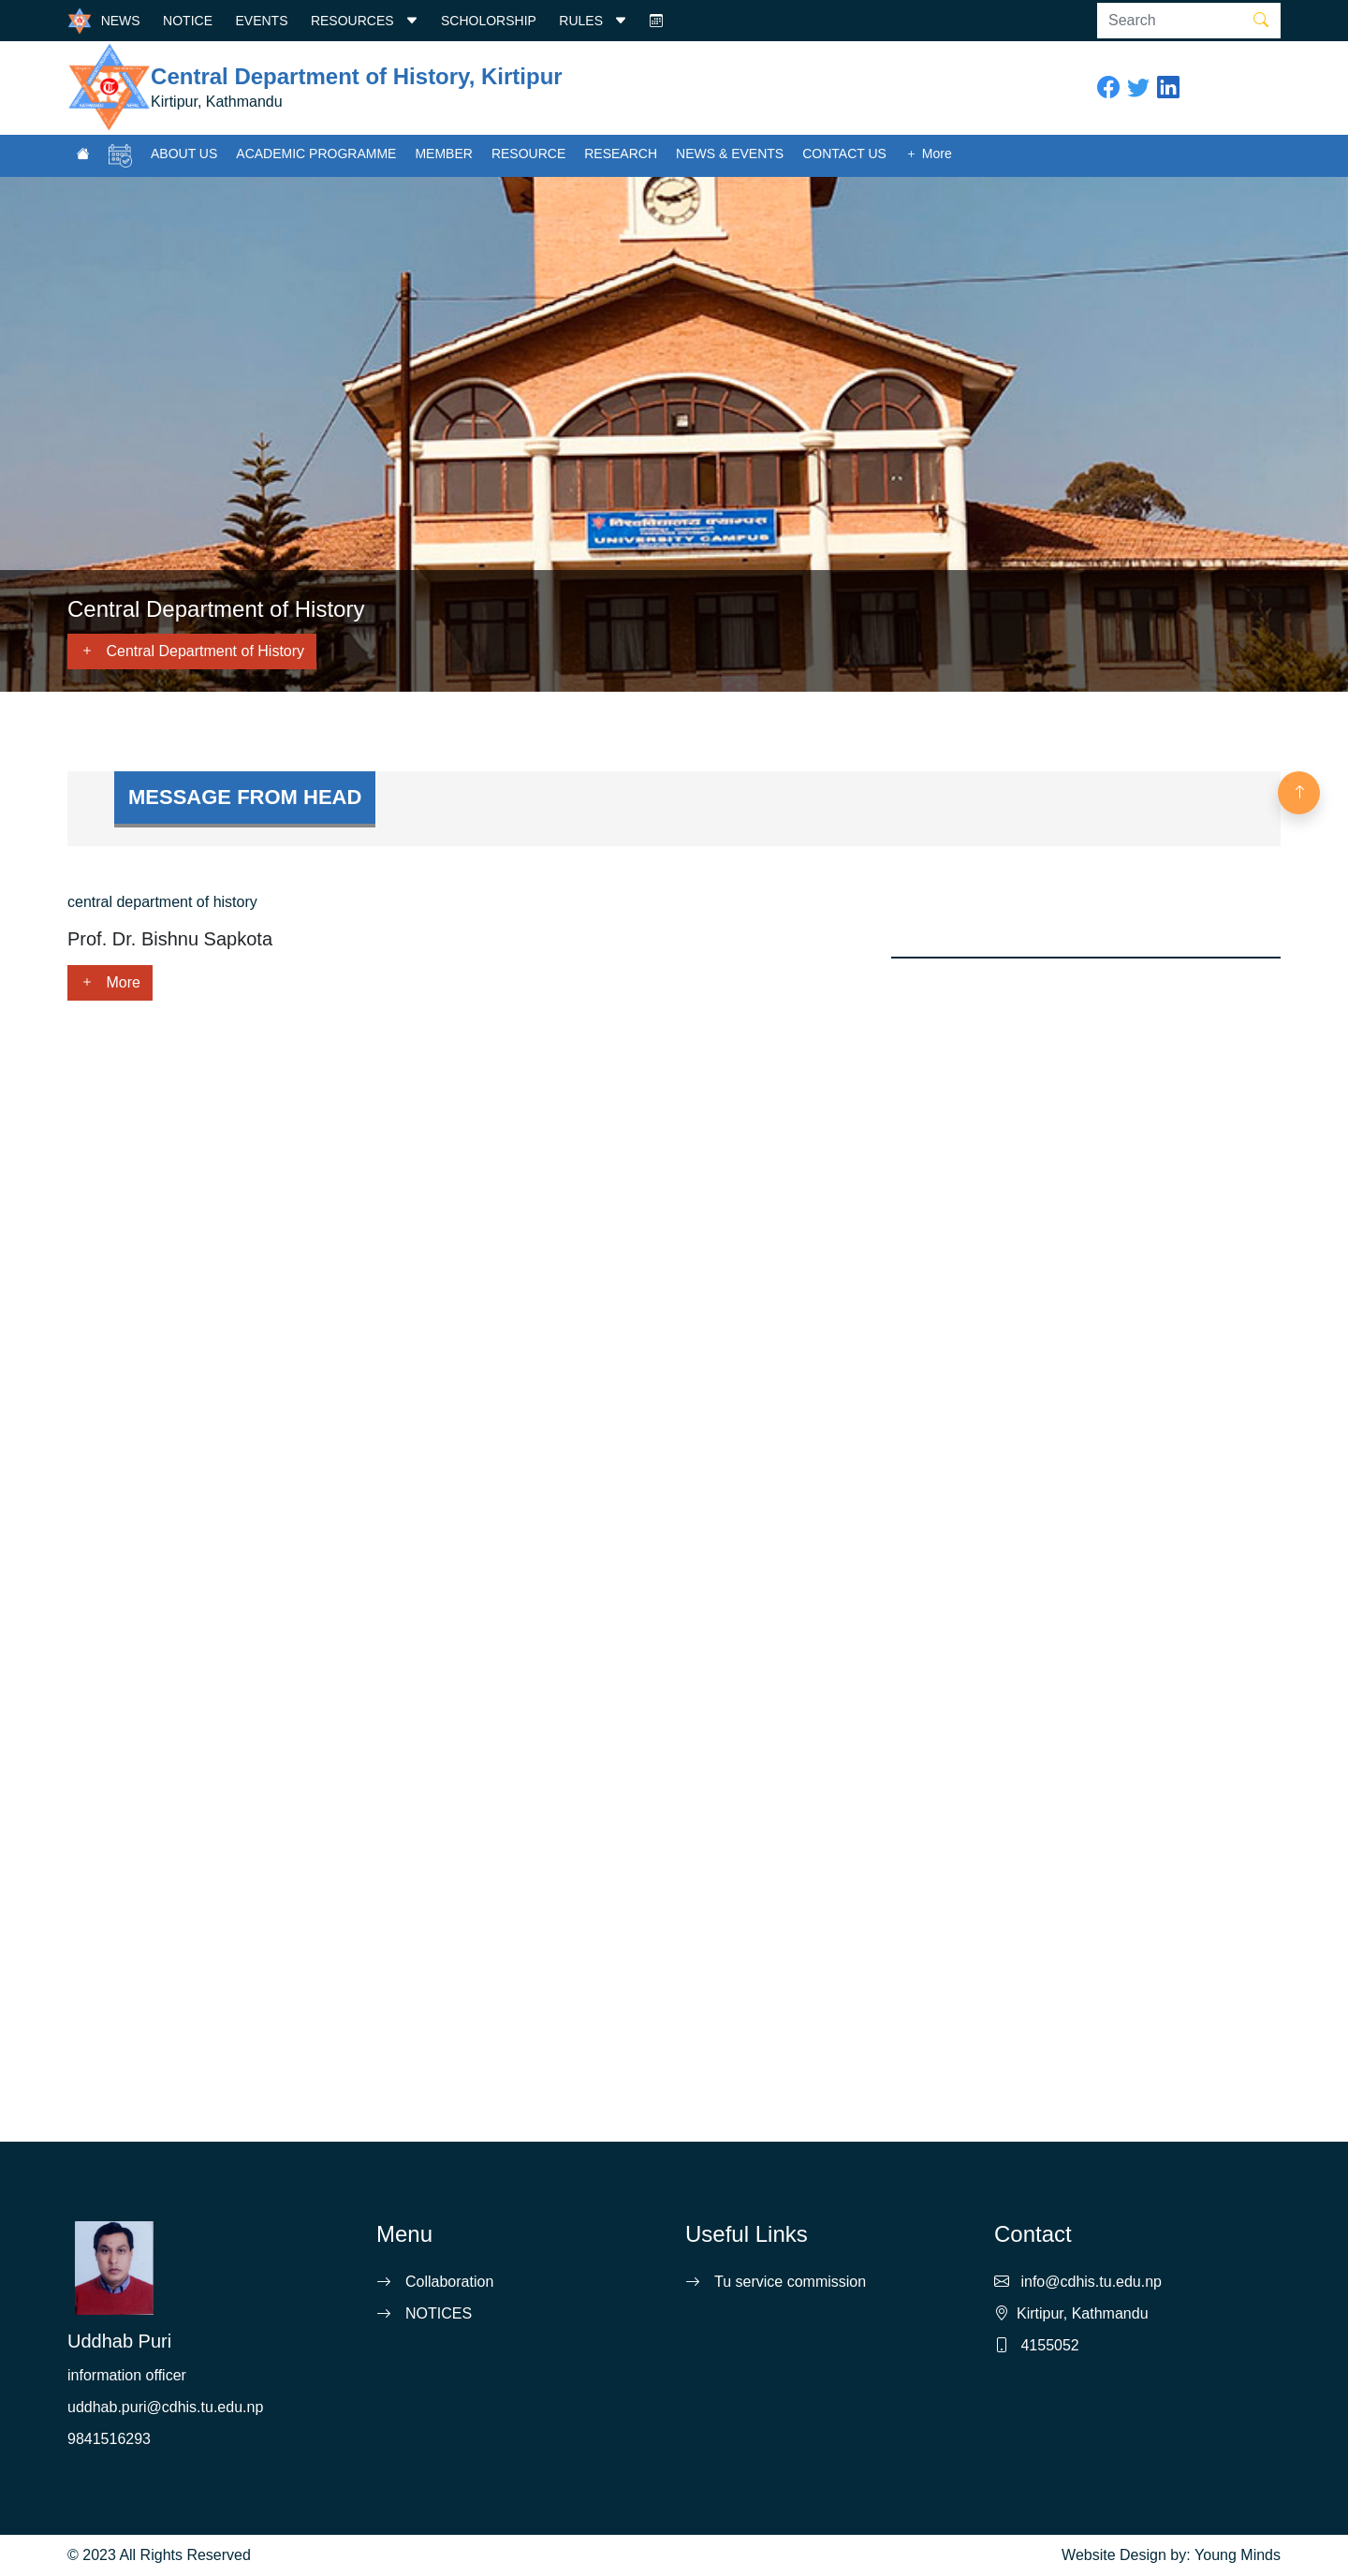 NEWS NOTICE EVENTS RESOURCES SCHOLORSHIP RULES Search
Central Department of History, Kirtipur
Kirtipur, Kathmandu
ABOUT US ACADEMIC PROGRAMME MEMBER RESOURCE RESEARCH NEWS & EVENTS CONTACT US + More
विश्वविद्यालय क्याम्पस
UNIVERSITY CAMPUS
Central Department of History
+ Central Department of History
MESSAGE FROM HEAD
central department of history
Prof. Dr. Bishnu Sapkota
+ More
Uddhab Puri
information officer
uddhab.puri@cdhis.tu.edu.np
9841516293
Menu
Collaboration
NOTICES
Useful Links
Tu service commission
Contact
info@cdhis.tu.edu.np
Kirtipur, Kathmandu
4155052
© 2023 All Rights Reserved
Website Design by: Young Minds